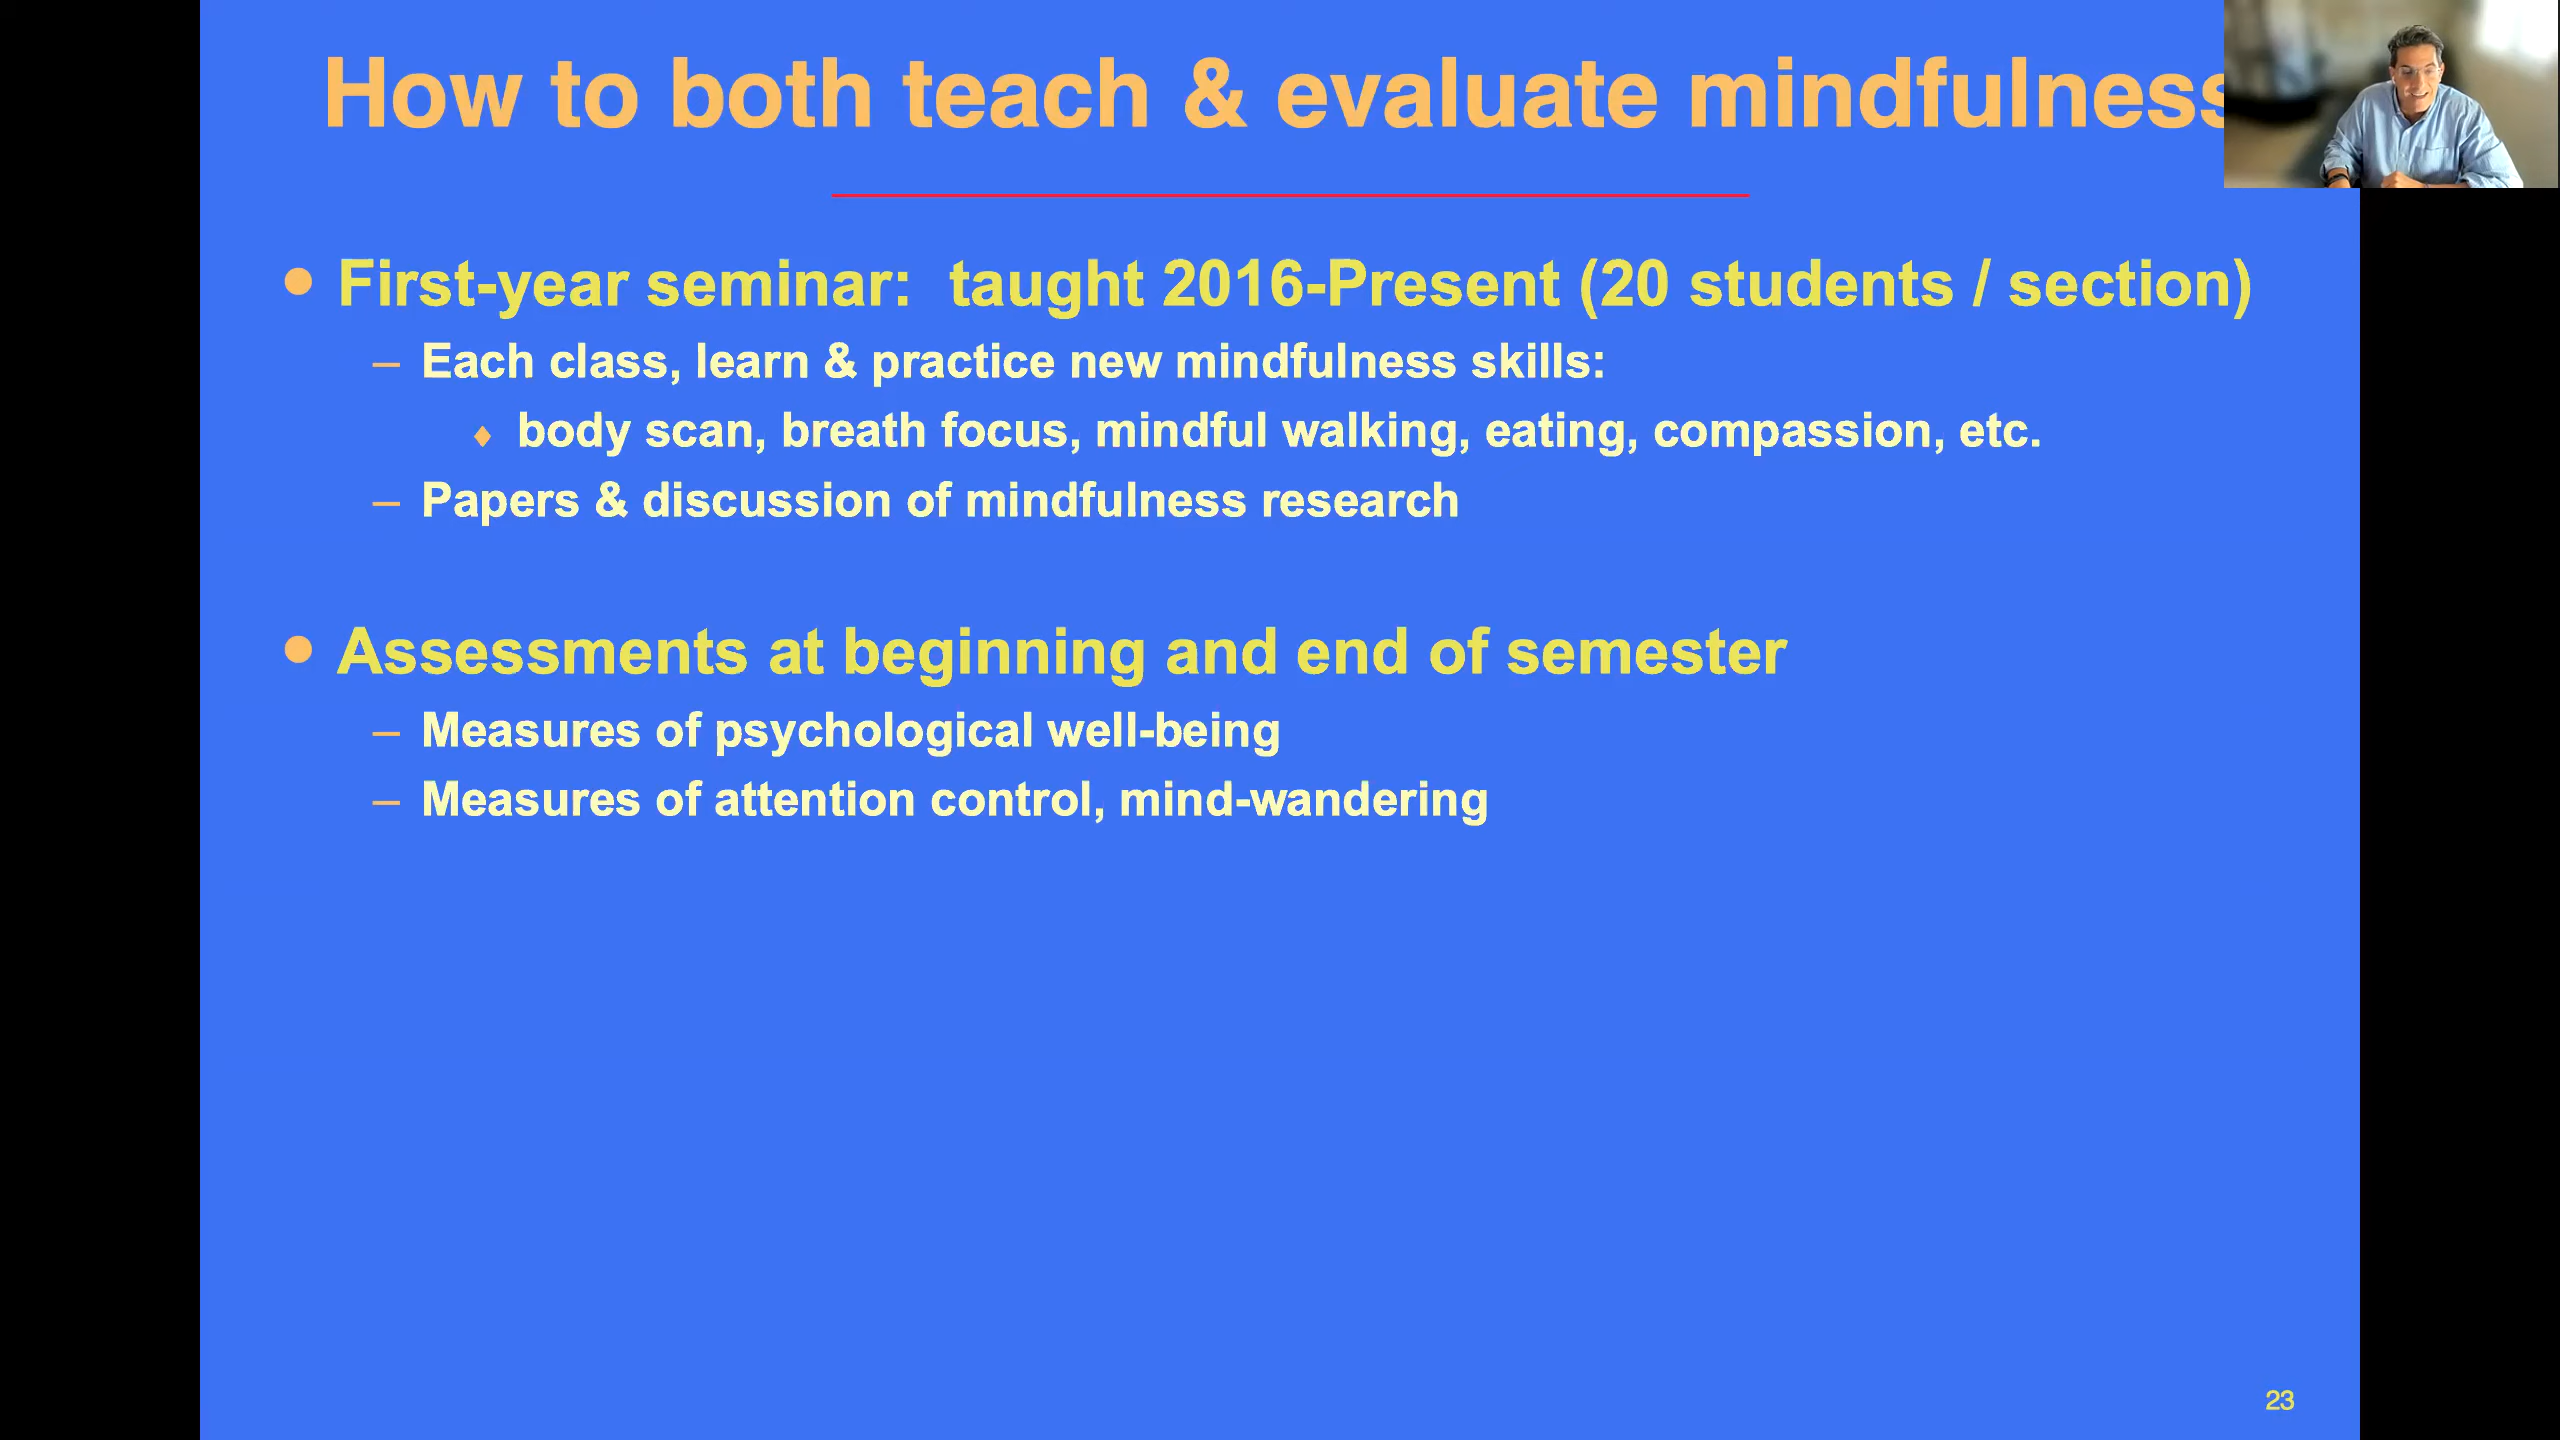 How to both teach & evaluate mindfulness
● First-year seminar:  taught 2016-Present (20 students / section)
– Each class, learn & practice new mindfulness skills:
♦ body scan, breath focus, mindful walking, eating, compassion, etc.
– Papers & discussion of mindfulness research
● Assessments at beginning and end of semester
– Measures of psychological well-being
– Measures of attention control, mind-wandering
23